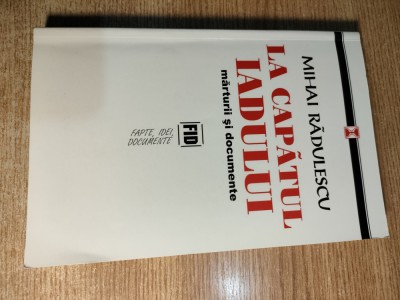 MIHAI RĂDULESCU
LA CAPĂTUL
IADULUI
mărturii și documente
FID
FAPTE, IDEI,
DOCUMENTE